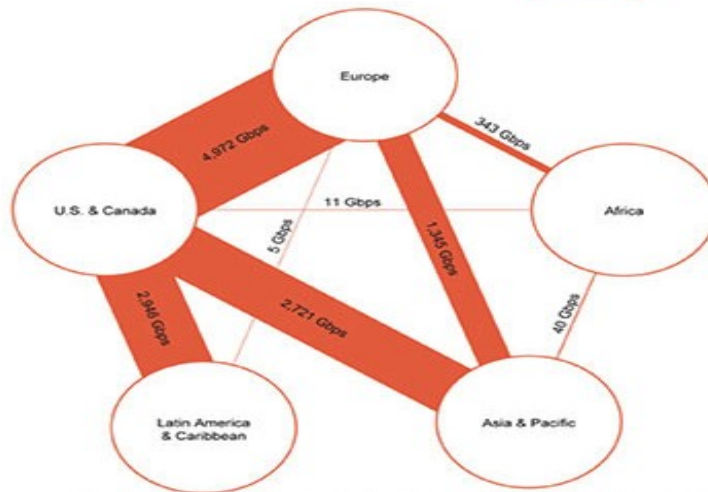 Europe
4,972 Gbps
343 Gbps
U.S. & Canada
11 Gbps
Africa
5 Gbps
1,345 Gbps
2,946 Gbps
2,721 Gbps
40 Gbps
Latin America
& Caribbean
Asia & Pacific